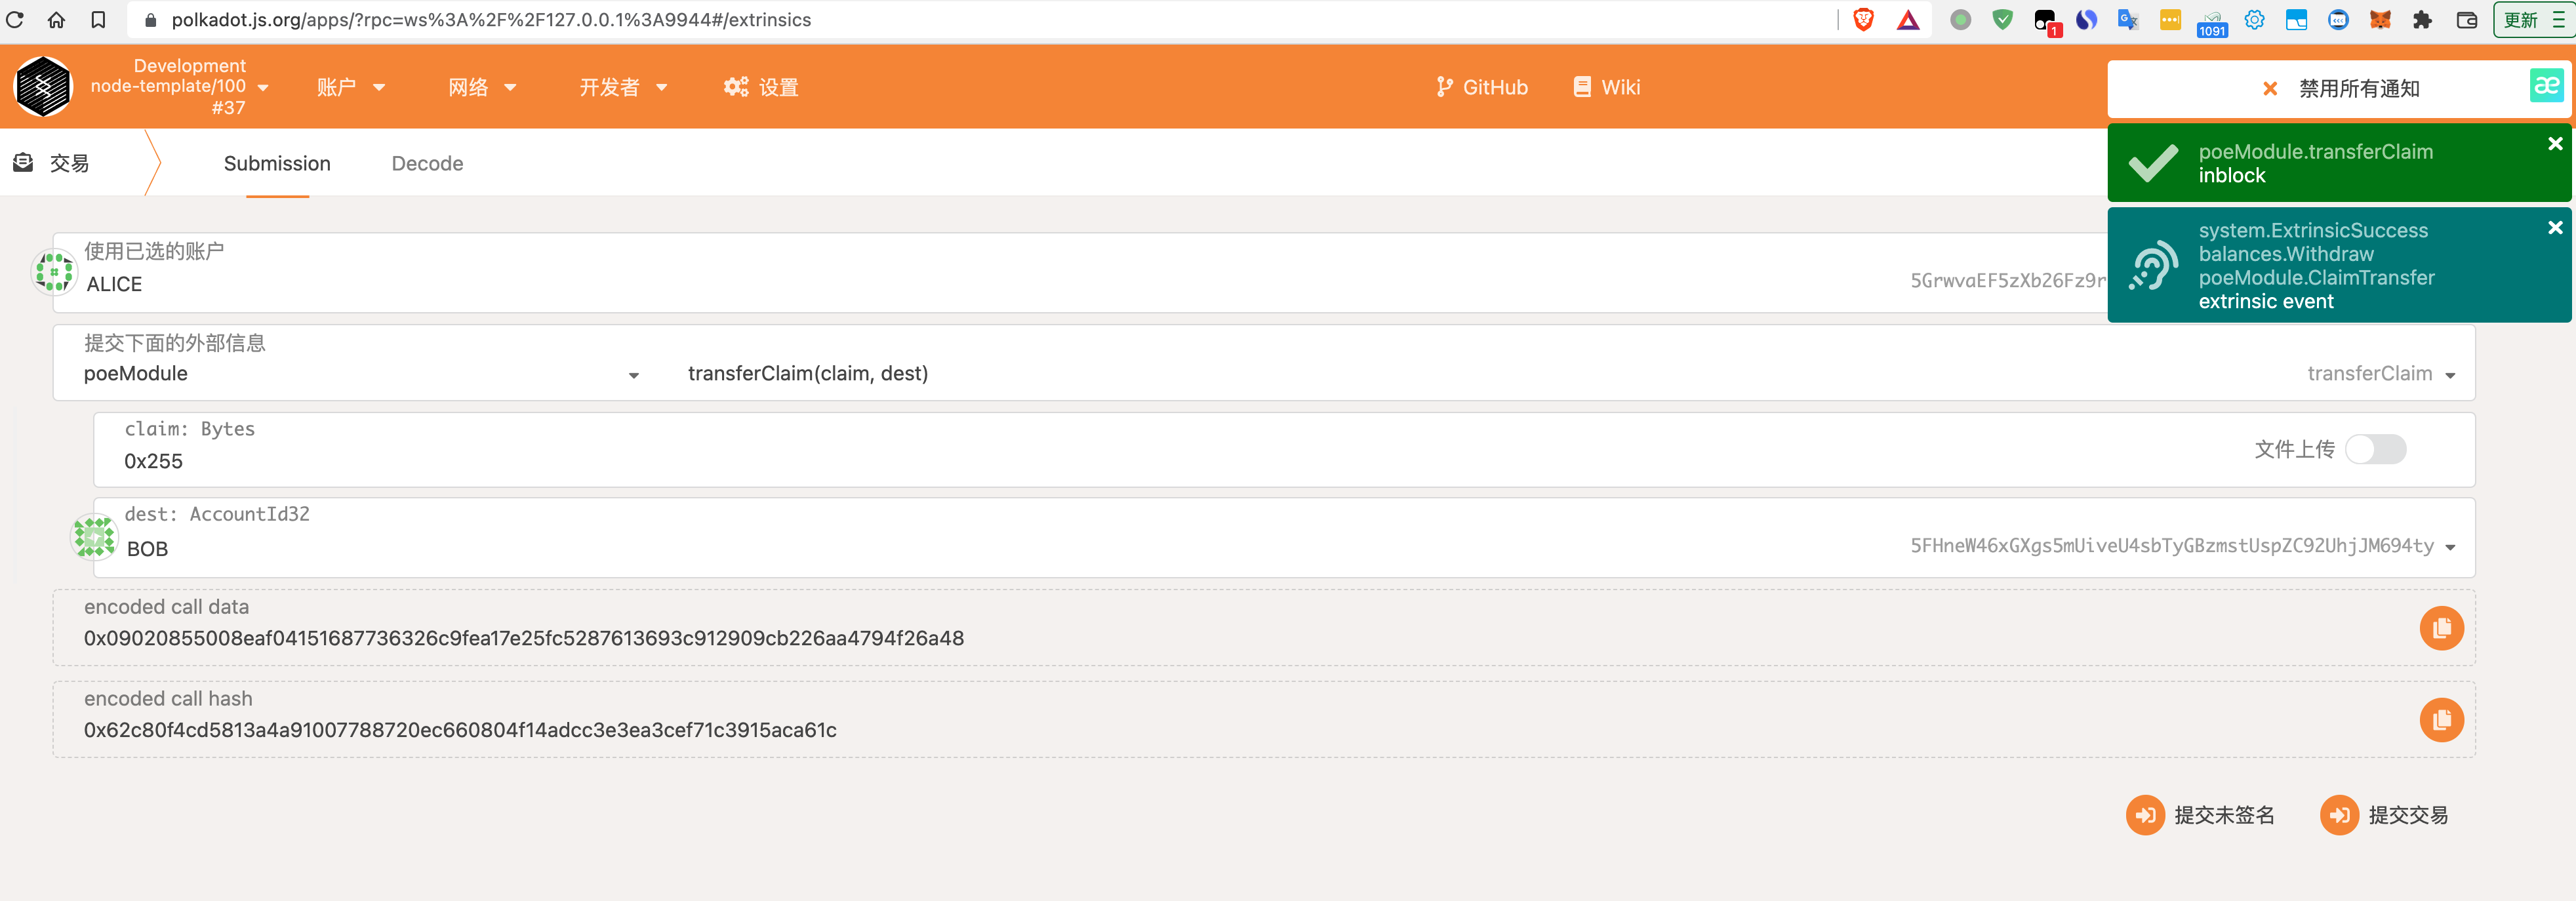 polkadot.js.org/apps/?rpc=ws%3A%2F%2F127.0.0.1%3A9944#/extrinsics
1
1091
更新
Development
node-template/100
#37
账户
网络
开发者
设置
GitHub
Wiki
禁用所有通知
æ
poeModule.transferClaim
inblock
system.ExtrinsicSuccess
balances.Withdraw
poeModule.ClaimTransfer
extrinsic event
交易
Submission
Decode
使用已选的账户
ALICE
5GrwvaEF5zXb26Fz9r
提交下面的外部信息
poeModule
transferClaim(claim, dest)
transferClaim
claim: Bytes
0x255
文件上传
dest: AccountId32
BOB
5FHneW46xGXgs5mUiveU4sbTyGBzmstUspZC92UhjJM694ty
encoded call data
0x09020855008eaf04151687736326c9fea17e25fc5287613693c912909cb226aa4794f26a48
encoded call hash
0x62c80f4cd5813a4a91007788720ec660804f14adcc3e3ea3cef71c3915aca61c
提交未签名
提交交易